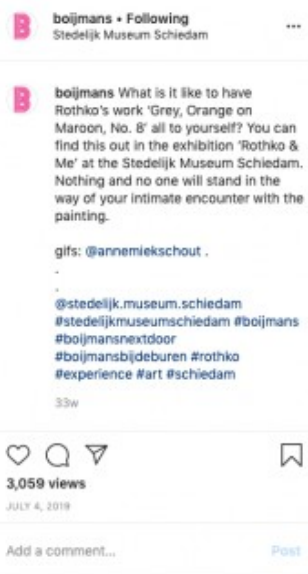 boijmans • Following
Stedelijk Museum Schiedam
boijmans What is it like to have
Rothko's work 'Grey, Orange on
Maroon, No. 8' all to yourself? You can
find this out in the exhibition 'Rothko &
Me' at the Stedelijk Museum Schiedam.
Nothing and no one will stand in the
way of your intimate encounter with the
painting.
gifs: @annemiekschout .
.
.
@stedelijk.museum.schiedam
#stedelijkmuseumschiedam #boijmans
#boijmansnextdoor
#boijmansbijdeburen #rothko
#experience #art #schiedam
33w
3,059 views
JULY 4, 2019
Add a comment... Post